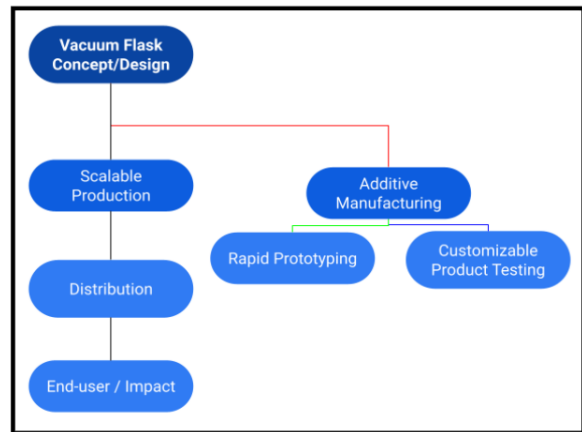 Vacuum Flask
Concept/Design
Scalable
Production
Additive
Manufacturing
Rapid Prototyping
Customizable
Product Testing
Distribution
End-user / Impact